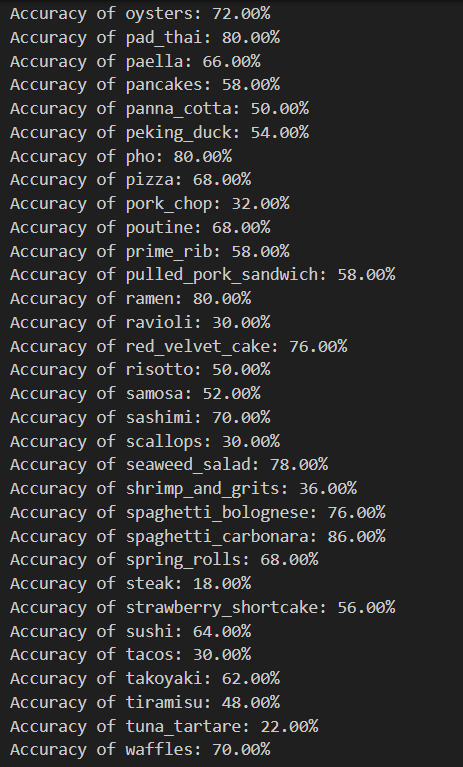 Accuracy of oysters: 72.00%
Accuracy of pad_thai: 80.00%
Accuracy of paella: 66.00%
Accuracy of pancakes: 58.00%
Accuracy of panna_cotta: 50.00%
Accuracy of peking_duck: 54.00%
Accuracy of pho: 80.00%
Accuracy of pizza: 68.00%
Accuracy of pork_chop: 32.00%
Accuracy of poutine: 68.00%
Accuracy of prime_rib: 58.00%
Accuracy of pulled_pork_sandwich: 58.00%
Accuracy of ramen: 80.00%
Accuracy of ravioli: 30.00%
Accuracy of red_velvet_cake: 76.00%
Accuracy of risotto: 50.00%
Accuracy of samosa: 52.00%
Accuracy of sashimi: 70.00%
Accuracy of scallops: 30.00%
Accuracy of seaweed_salad: 78.00%
Accuracy of shrimp_and_grits: 36.00%
Accuracy of spaghetti_bolognese: 76.00%
Accuracy of spaghetti_carbonara: 86.00%
Accuracy of spring_rolls: 68.00%
Accuracy of steak: 18.00%
Accuracy of strawberry_shortcake: 56.00%
Accuracy of sushi: 64.00%
Accuracy of tacos: 30.00%
Accuracy of takoyaki: 62.00%
Accuracy of tiramisu: 48.00%
Accuracy of tuna_tartare: 22.00%
Accuracy of waffles: 70.00%